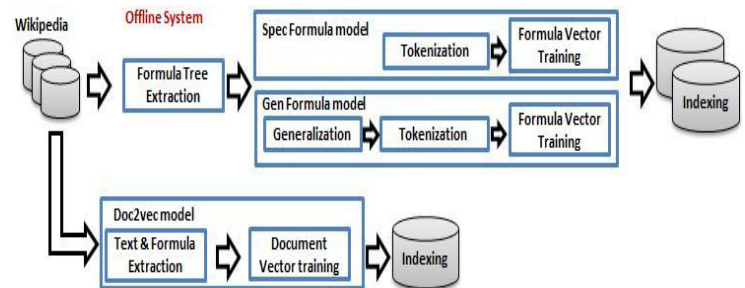 Wikipedia
Offline System
Formula Tree
Extraction
Spec Formula model
Tokenization
Formula Vector
Training
Gen Formula model
Generalization
Tokenization
Formula Vector
Training
Indexing
Doc2vec model
Text & Formula
Extraction
Document
Vector training
Indexing